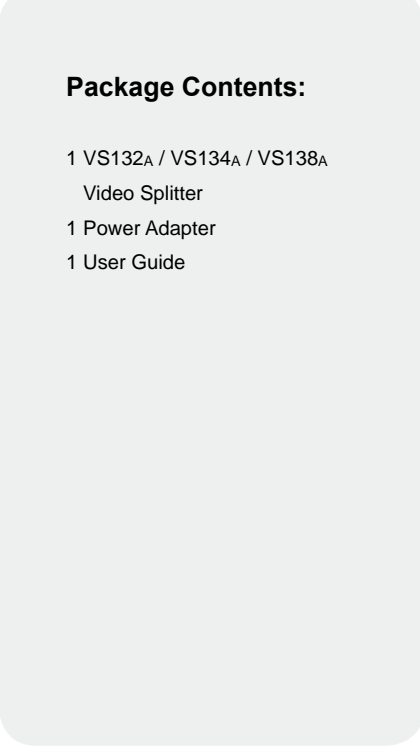 Package Contents:
1 VS132A / VS134A / VS138A
Video Splitter
1 Power Adapter
1 User Guide